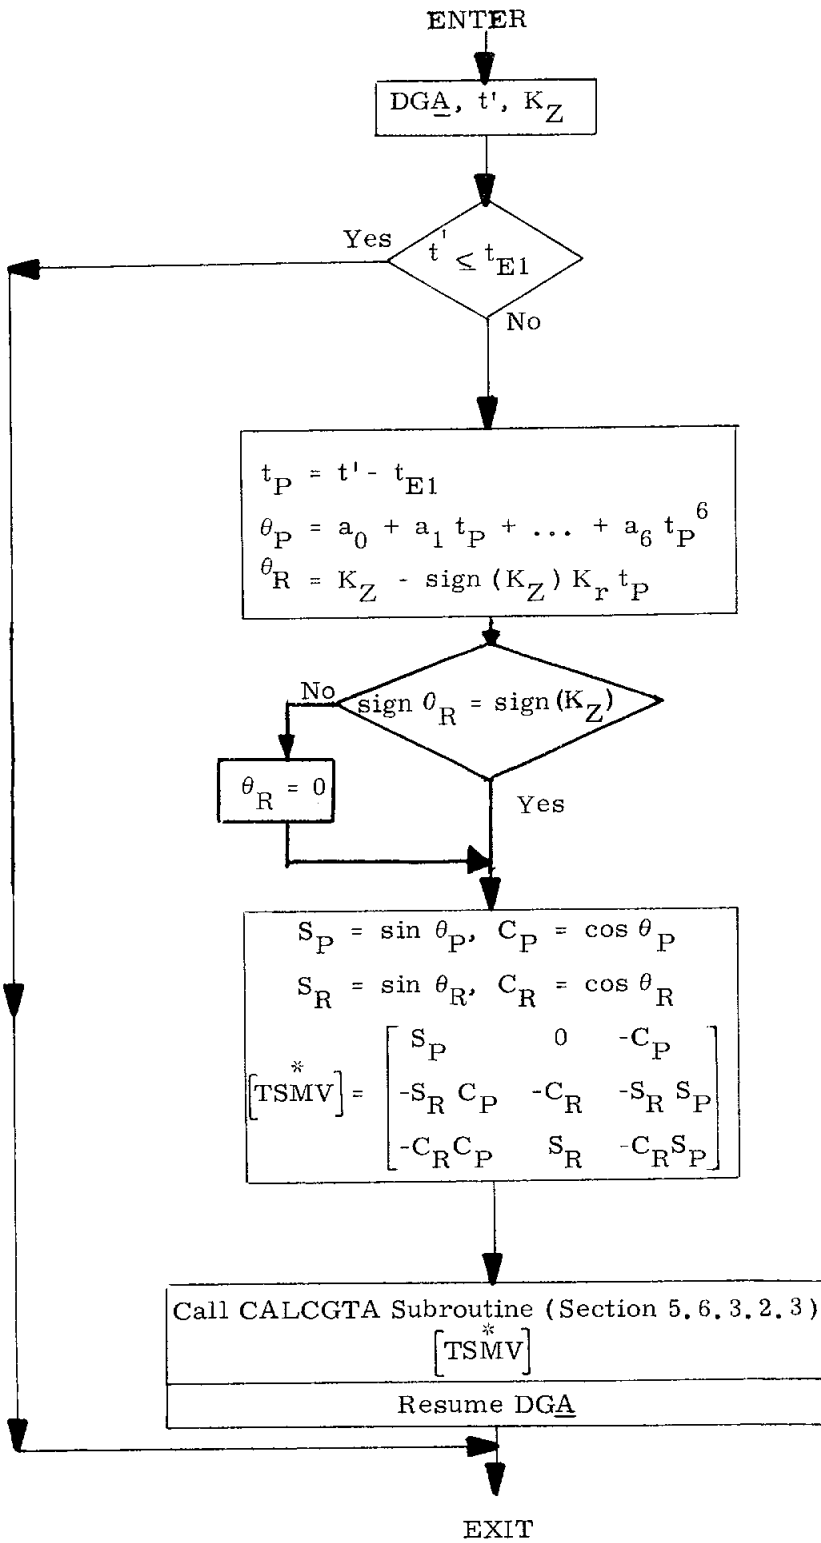 ENTER
DGA, t', K_Z
t' ≤ t_E1
Yes
No
t_P = t' - t_E1
θ_P = a_0 + a_1 t_P + ... + a_6 t_P^6
θ_R = K_Z - sign (K_Z) K_r t_P
sign θ_R = sign (K_Z)
No
θ_R = 0
Yes
S_P = sin θ_P, C_P = cos θ_P
S_R = sin θ_R, C_R = cos θ_R
*
[TSMV] = [ S_P 0 -C_P
-S_R C_P -C_R -S_R S_P
-C_R C_P S_R -C_R S_P ]
Call CALCGTA Subroutine (Section 5.6.3.2.3)
*
[TSMV]
Resume DGA
EXIT